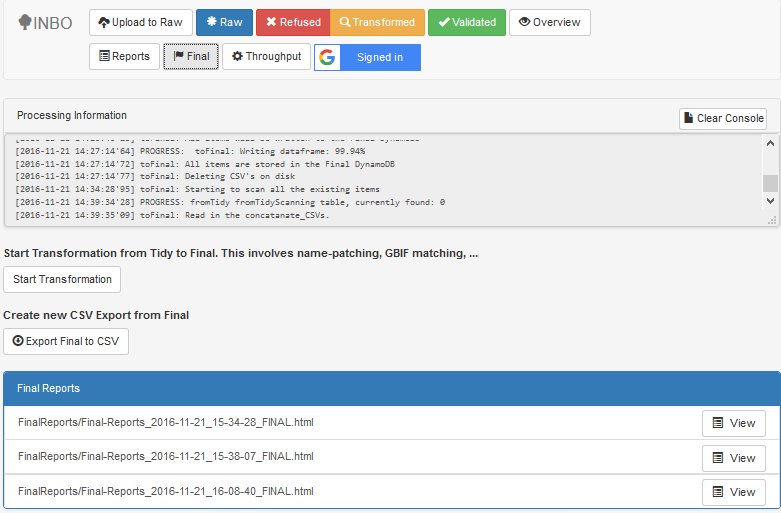 INBO
Upload to Raw
Raw
Refused
Transformed
Validated
Overview
Reports
Final
Throughput
Signed in
Processing Information
Clear Console
[2016-11-21 14:27:14'64] PROGRESS:  toFinal: Writing dataframe: 99.94%
[2016-11-21 14:27:14'72] toFinal: All items are stored in the Final DynamoDB
[2016-11-21 14:27:14'77] toFinal: Deleting CSV's on disk
[2016-11-21 14:34:28'95] toFinal: Starting to scan all the existing items
[2016-11-21 14:39:34'28] PROGRESS: fromTidy fromTidyScanning table, currently found: 0
[2016-11-21 14:39:35'09] toFinal: Read in the concatanate_CSVs.
Start Transformation from Tidy to Final. This involves name-patching, GBIF matching, ...
Start Transformation
Create new CSV Export from Final
Export Final to CSV
Final Reports
FinalReports/Final-Reports_2016-11-21_15-34-28_FINAL.html
View
FinalReports/Final-Reports_2016-11-21_15-38-07_FINAL.html
View
FinalReports/Final-Reports_2016-11-21_16-08-40_FINAL.html
View